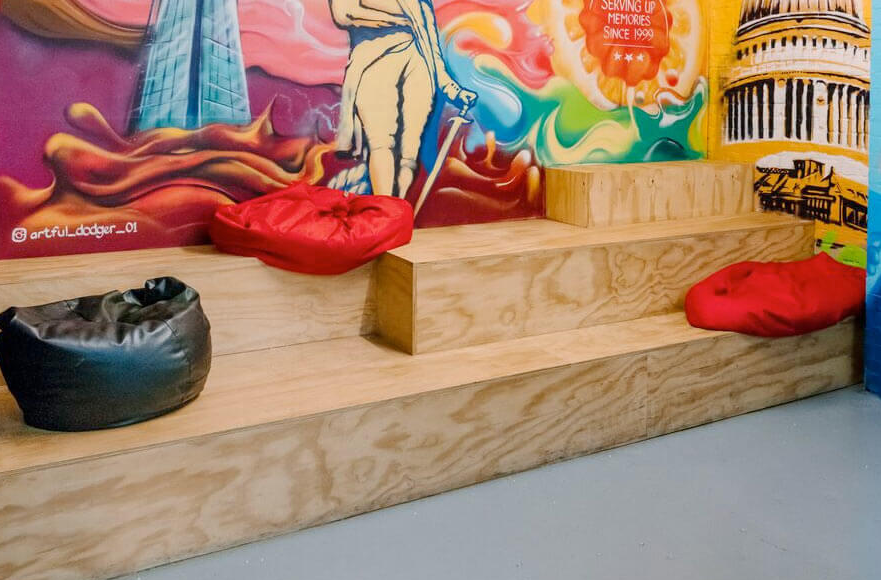 SERVING UP
MEMORIES
SINCE 1999
artful_dodger_01